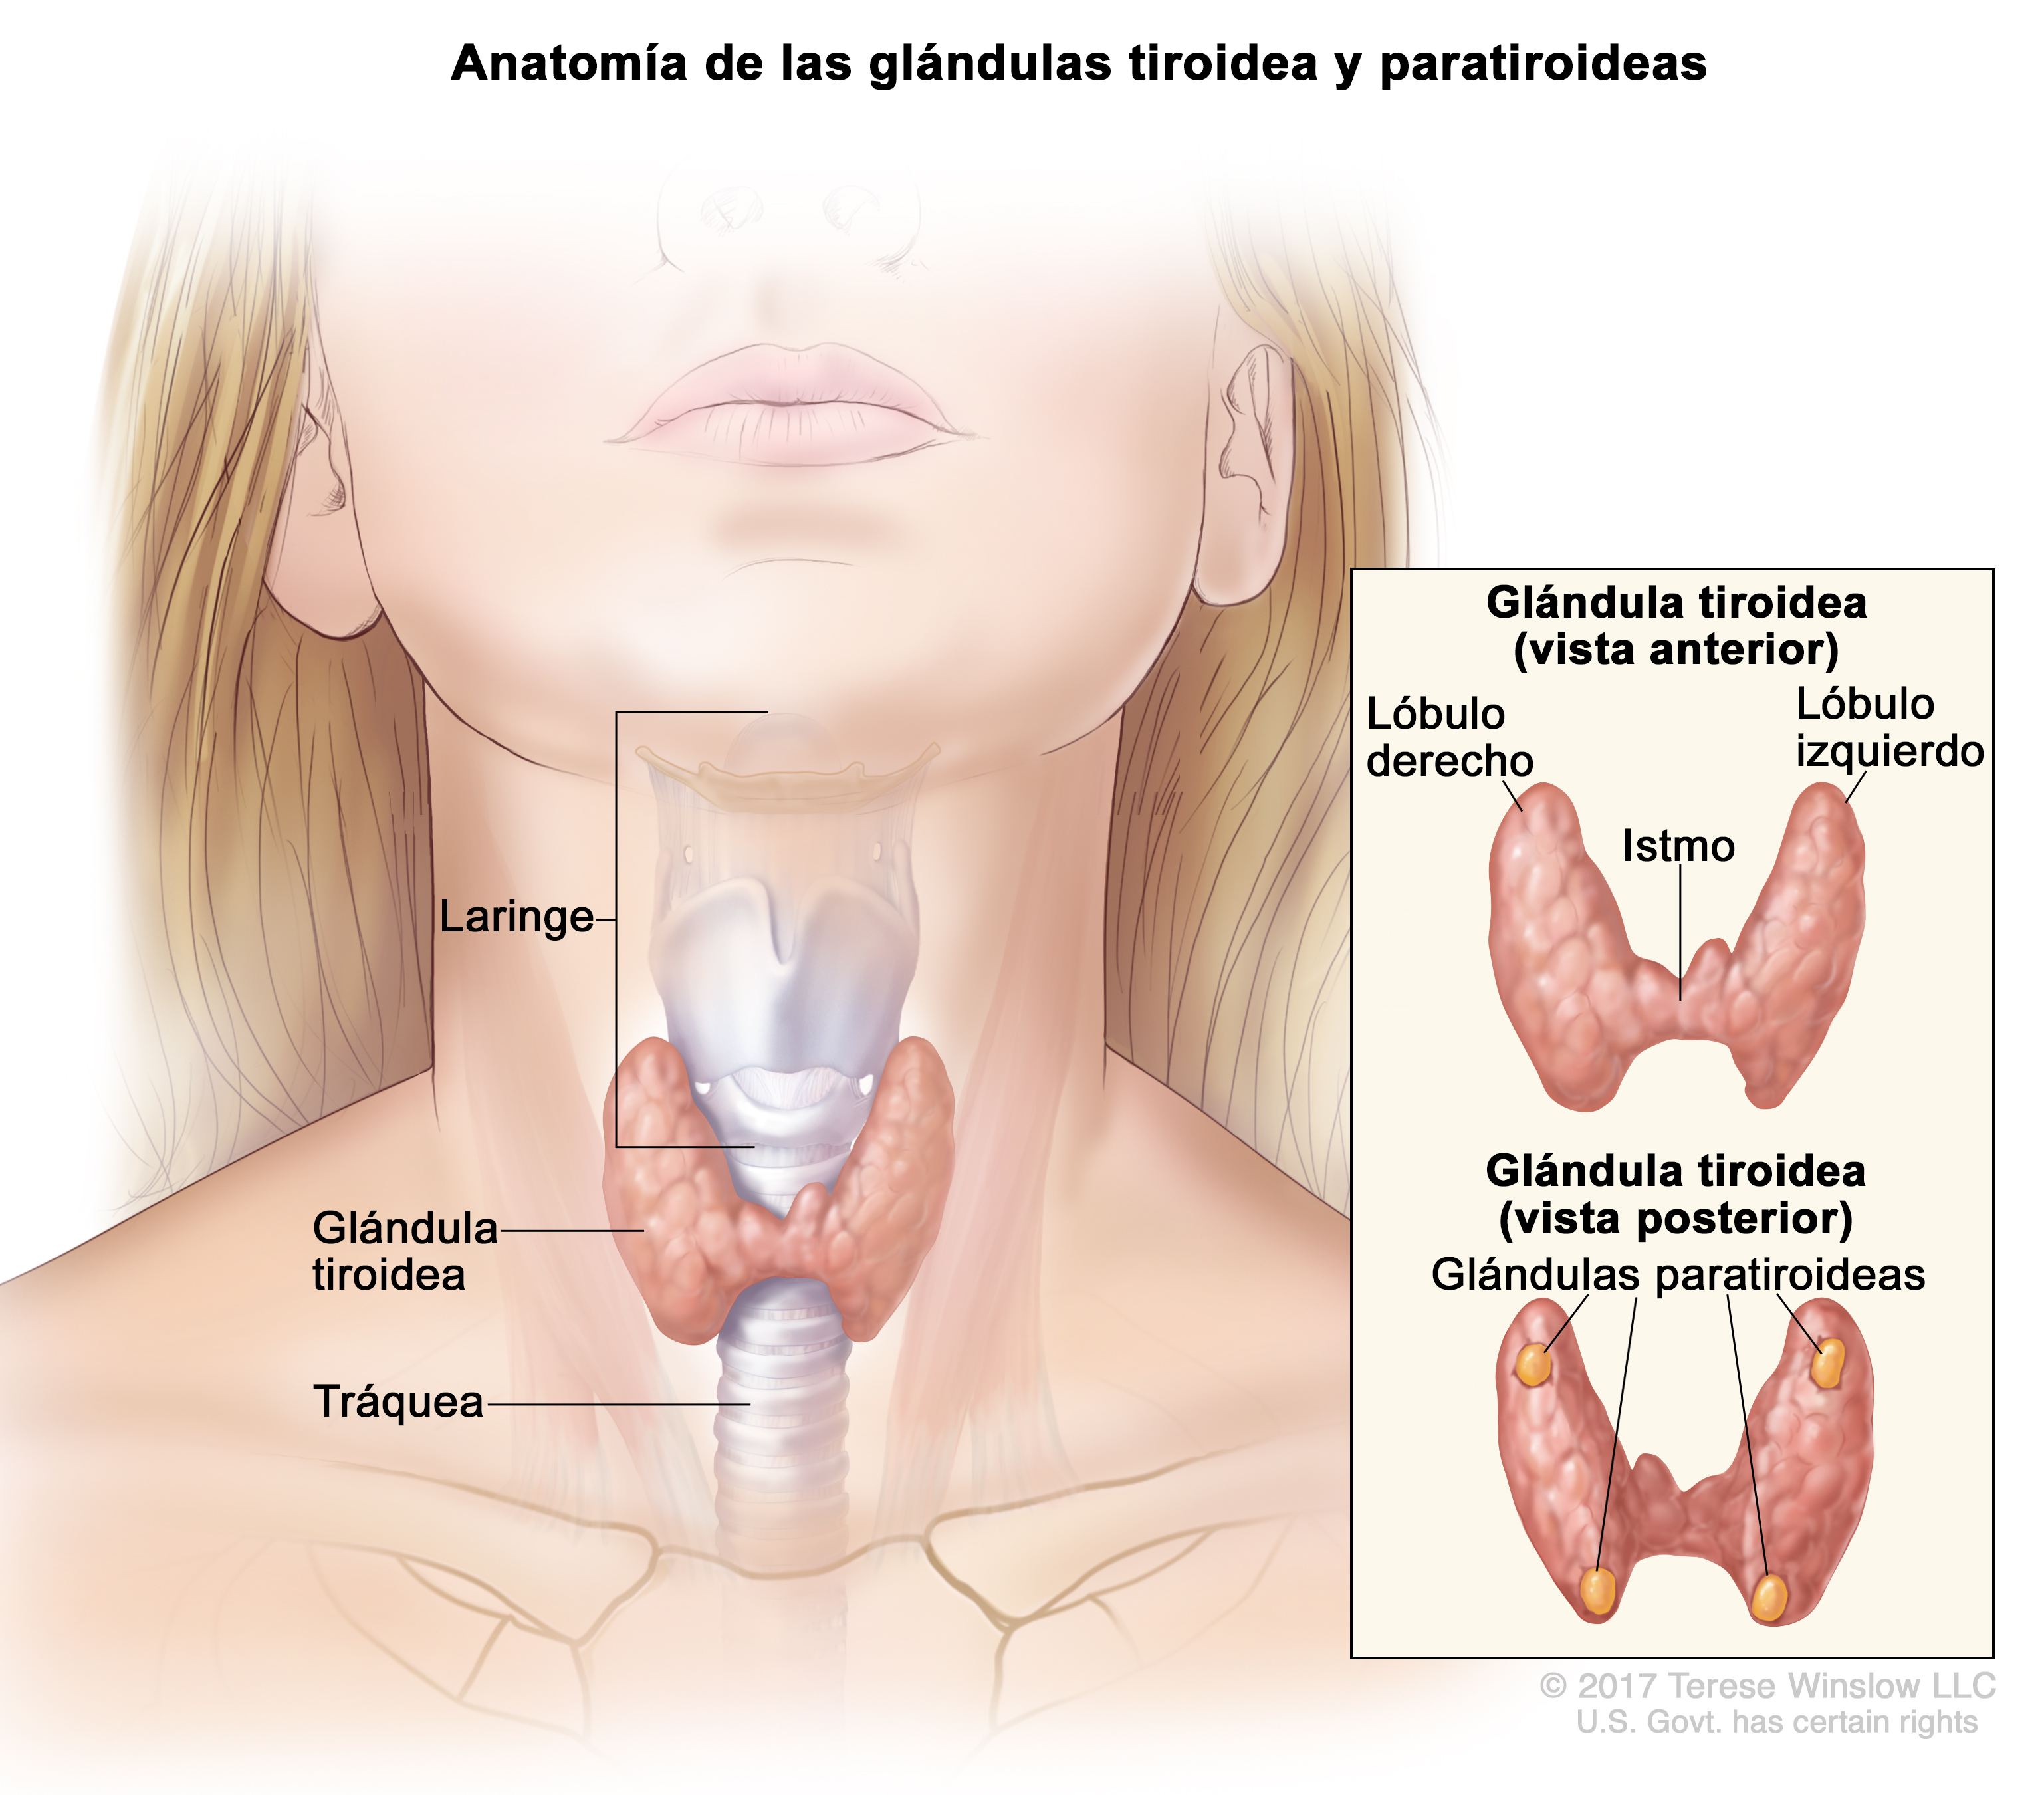 Anatomía de las glándulas tiroidea y paratiroideas
Laringe
Glándula
tiroidea
Tráquea
Glándula tiroidea
(vista anterior)
Lóbulo
derecho
Lóbulo
izquierdo
Istmo
Glándula tiroidea
(vista posterior)
Glándulas paratiroideas
© 2017 Terese Winslow LLC
U.S. Govt. has certain rights